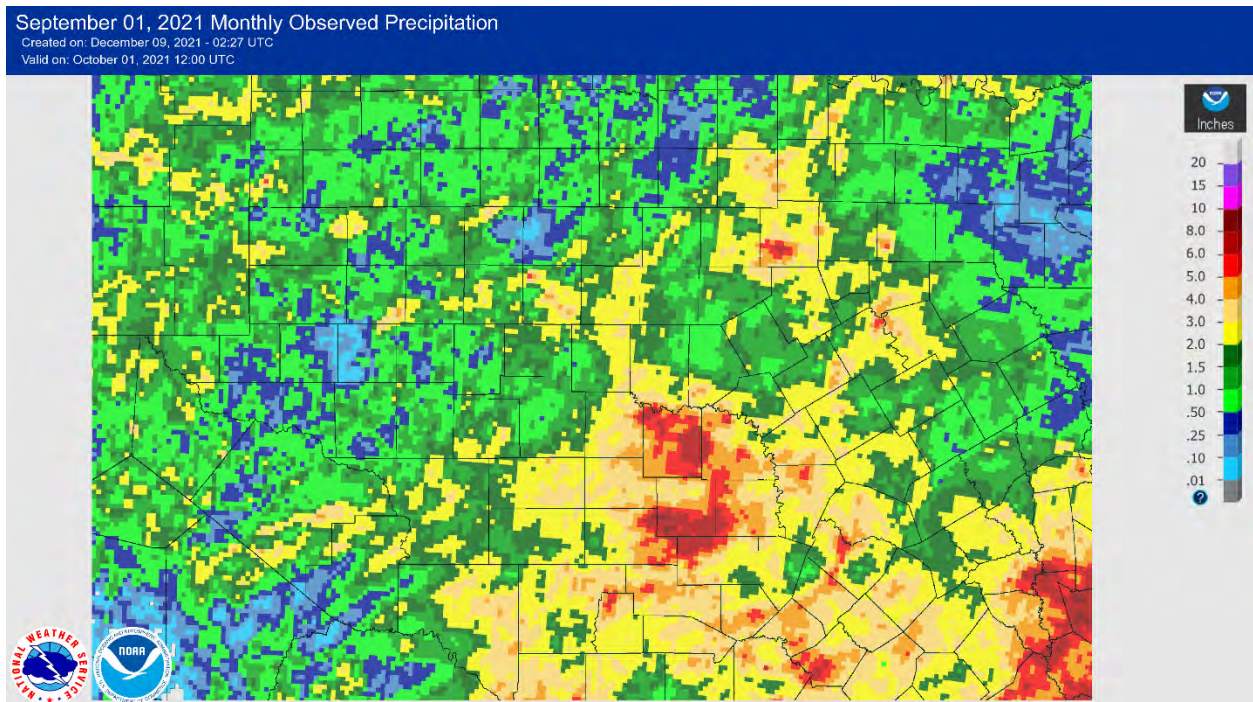 September 01, 2021 Monthly Observed Precipitation
Created on: December 09, 2021 - 02:27 UTC
Valid on: October 01, 2021 12:00 UTC
NOAA
Inches
20
15
10
8.0
6.0
5.0
4.0
3.0
2.0
1.5
1.0
.50
.25
.10
.01
?
NATIONAL WEATHER SERVICE
NOAA